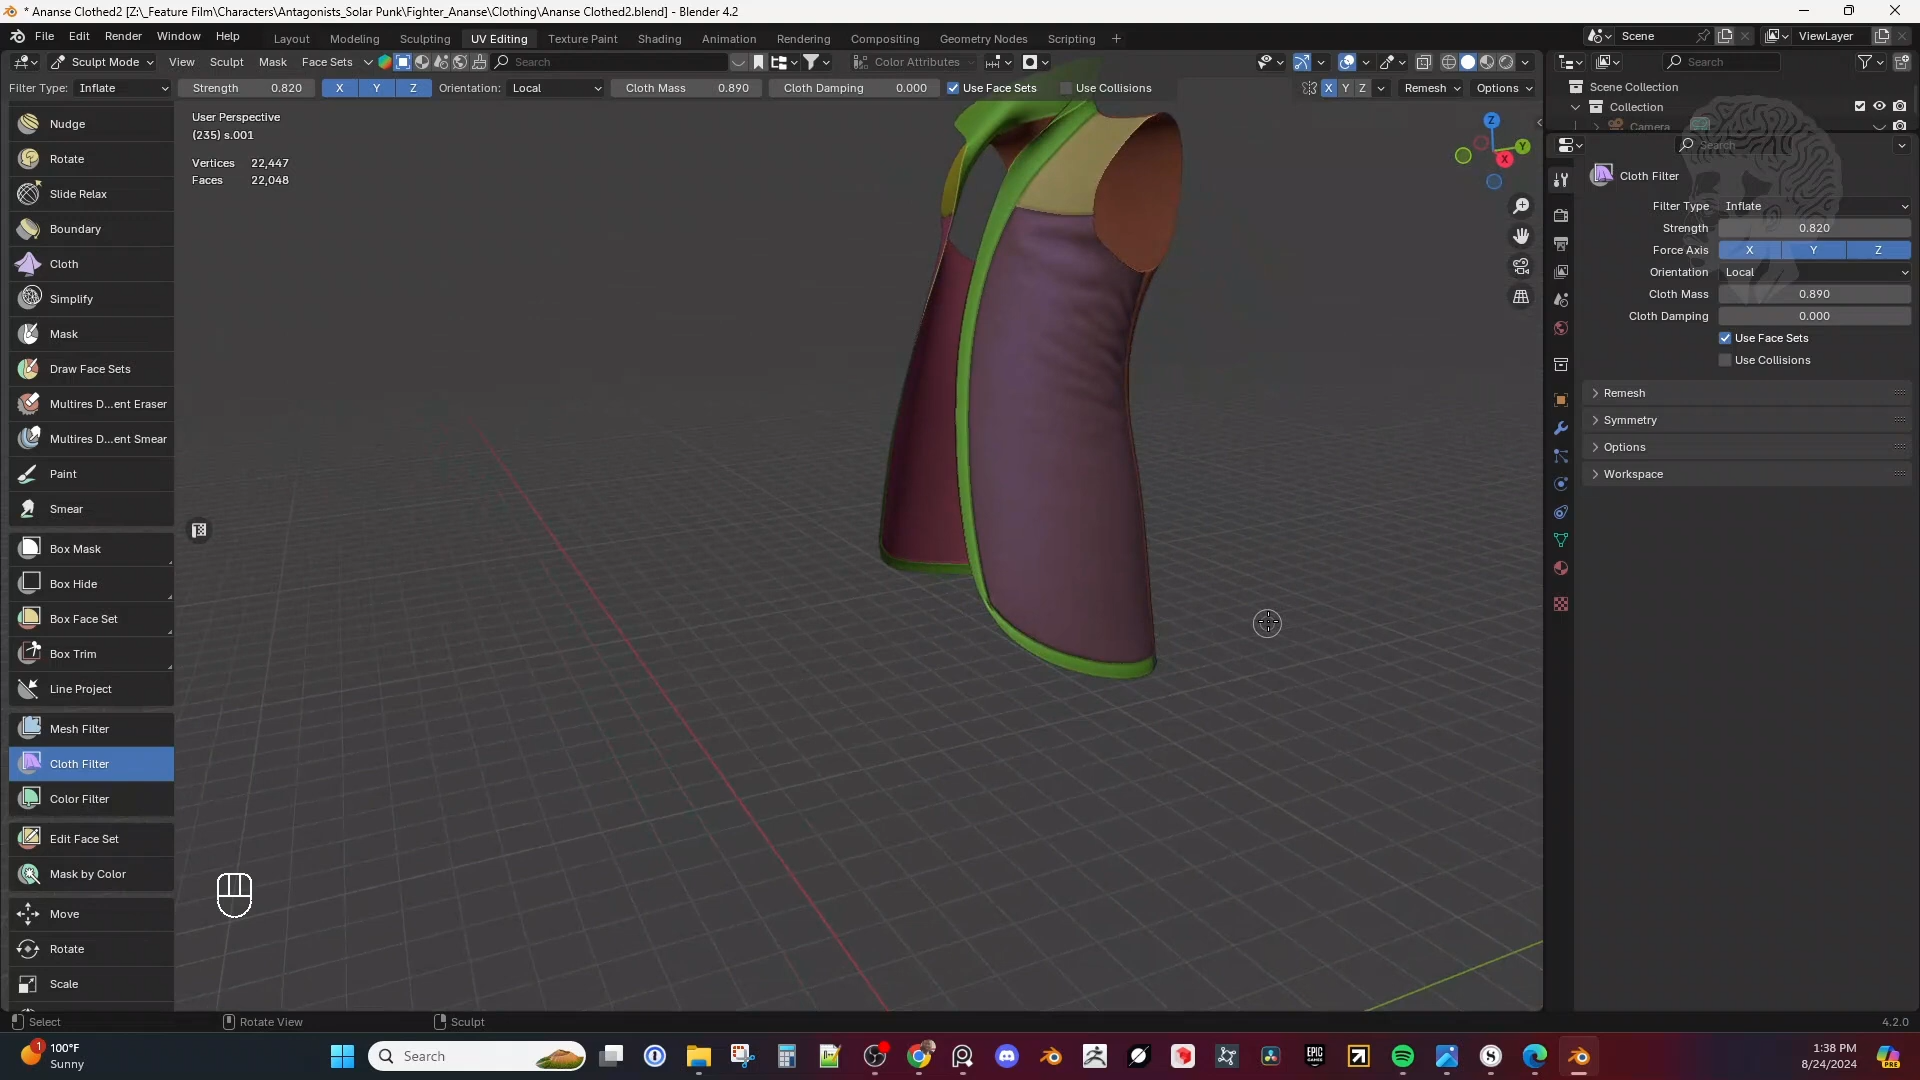 * Ananse Clothed2 [Z:\_Feature Film\Characters\Antagonists_Solar Punk\Fighter_Ananse\Clothing\Ananse Clothed2.blend] - Blender 4.2
File Edit Render Window Help Layout Modeling Sculpting UV Editing Texture Paint Shading Animation Rendering Compositing Geometry Nodes Scripting + Scene ViewLayer
Sculpt Mode View Sculpt Mask Face Sets Search Color Attributes Search
Filter Type: Inflate Strength 0.820 X Y Z Orientation: Local Cloth Mass 0.890 Cloth Damping 0.000 Use Face Sets Use Collisions X Y Z Remesh Options
Scene Collection
Collection
Camera
Search
Nudge
Rotate
Slide Relax
Boundary
Cloth
Simplify
Mask
Draw Face Sets
Multires D...ent Eraser
Multires D...ent Smear
Paint
Smear
Box Mask
Box Hide
Box Face Set
Box Trim
Line Project
Mesh Filter
Cloth Filter
Color Filter
Edit Face Set
Mask by Color
Move
Rotate
Scale
User Perspective
(235) s.001
Vertices 22,447
Faces 22,048
Z
Y
X
Cloth Filter
Filter Type Inflate
Strength 0.820
Force Axis X Y Z
Orientation Local
Cloth Mass 0.890
Cloth Damping 0.000
Use Face Sets
Use Collisions
Remesh
Symmetry
Options
Workspace
Select Rotate View Sculpt 4.2.0
1
100°F
Sunny
Search
EPIC GAMES
1:38 PM
8/24/2024
PRE